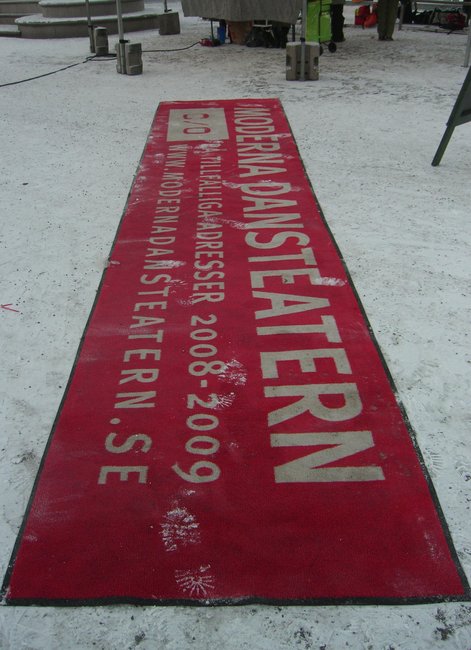 MODERNA DANSTEATERN
C/O
PÅ TILLFÄLLIGA ADRESSER 2008-2009
WWW.MODERNADANSTEATERN.SE